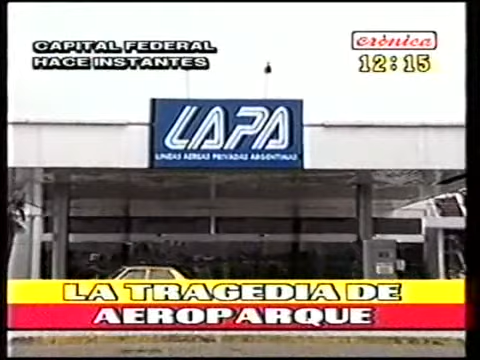 CAPITAL FEDERAL
HACE INSTANTES
crónica
12:15
LAPA
LINEAS AEREAS PRIVADAS ARGENTINAS
LA TRAGEDIA DE
AEROPARQUE